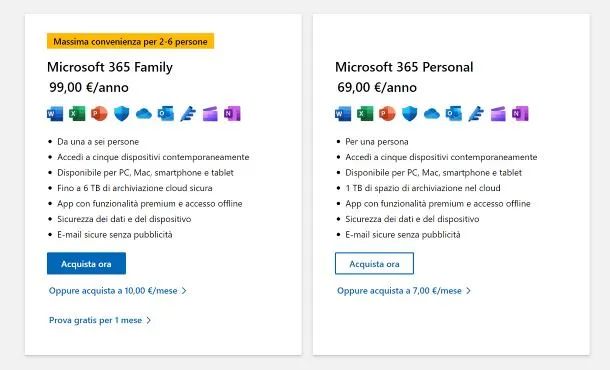 Massima convenienza per 2-6 persone
Microsoft 365 Family
99,00 €/anno
Da una a sei persone
Accedi a cinque dispositivi contemporaneamente
Disponibile per PC, Mac, smartphone e tablet
Fino a 6 TB di archiviazione cloud sicura
App con funzionalità premium e accesso offline
Sicurezza dei dati e del dispositivo
E-mail sicure senza pubblicità
Acquista ora
Oppure acquista a 10,00 €/mese >
Prova gratis per 1 mese >
Microsoft 365 Personal
69,00 €/anno
Per una persona
Accedi a cinque dispositivi contemporaneamente
Disponibile per PC, Mac, smartphone e tablet
1 TB di spazio di archiviazione nel cloud
App con funzionalità premium e accesso offline
Sicurezza dei dati e del dispositivo
E-mail sicure senza pubblicità
Acquista ora
Oppure acquista a 7,00 €/mese >